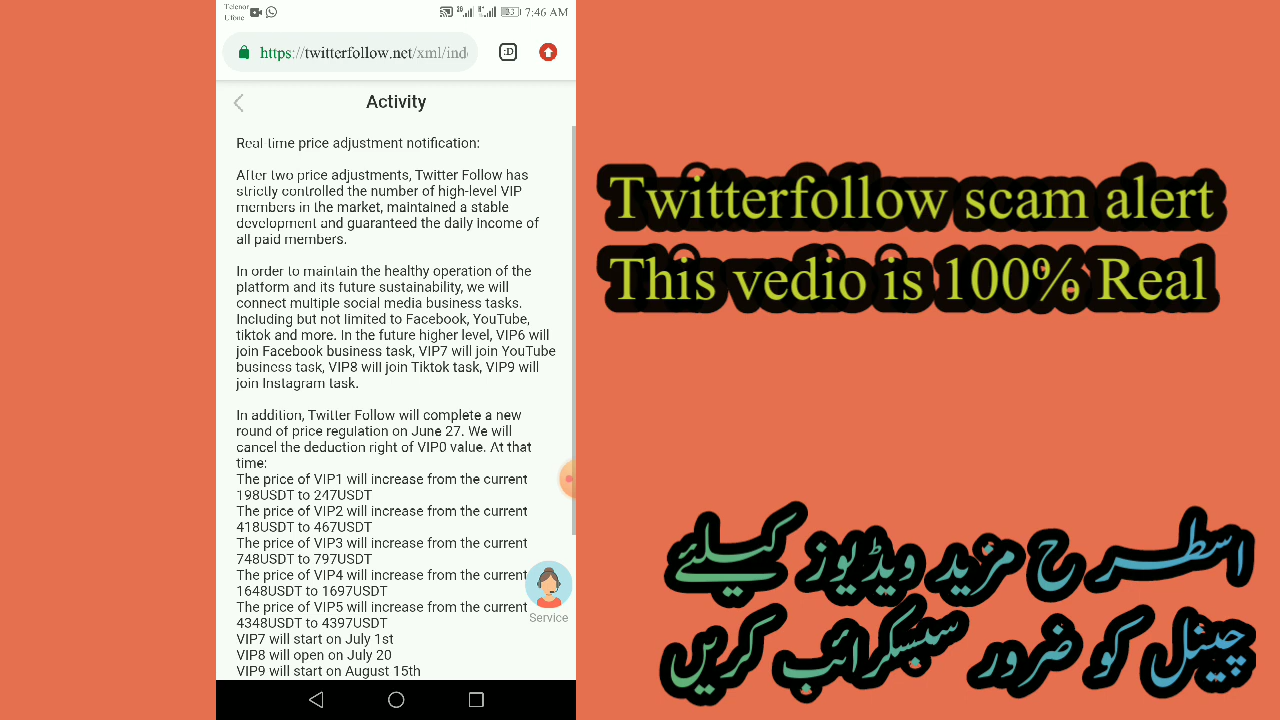 Telenor
Ufone
7:46 AM
https://twitterfollow.net/xml/ind
:D
Activity
Real time price adjustment notification:
After two price adjustments, Twitter Follow has
strictly controlled the number of high-level VIP
members in the market, maintained a stable
development and guaranteed the daily income of
all paid members.
In order to maintain the healthy operation of the
platform and its future sustainability, we will
connect multiple social media business tasks.
Including but not limited to Facebook, YouTube,
tiktok and more. In the future higher level, VIP6 will
join Facebook business task, VIP7 will join YouTube
business task, VIP8 will join Tiktok task, VIP9 will
join Instagram task.
In addition, Twitter Follow will complete a new
round of price regulation on June 27. We will
cancel the deduction right of VIP0 value. At that
time:
The price of VIP1 will increase from the current
198USDT to 247USDT
The price of VIP2 will increase from the current
418USDT to 467USDT
The price of VIP3 will increase from the current
748USDT to 797USDT
The price of VIP4 will increase from the current
1648USDT to 1697USDT
The price of VIP5 will increase from the current
4348USDT to 4397USDT
VIP7 will start on July 1st
VIP8 will open on July 20
VIP9 will start on August 15th
Service
Twitterfollow scam alert
This vedio is 100% Real
اسطرح مزید ویڈیوز کیلئے
چینل کو ضرور سبسکرائب کریں